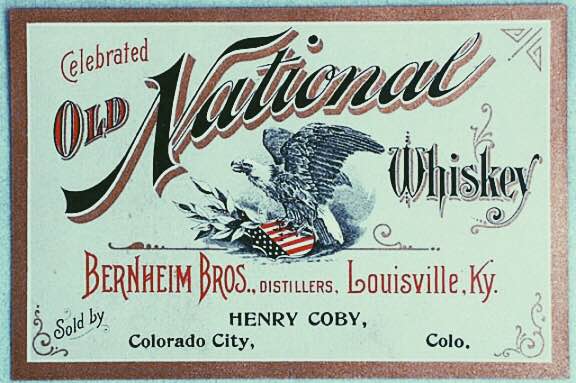 Celebrated
OLD National
Whiskey
BERNHEIM BROS., DISTILLERS, Louisville, Ky.
Sold by HENRY COBY,
Colorado City, Colo.